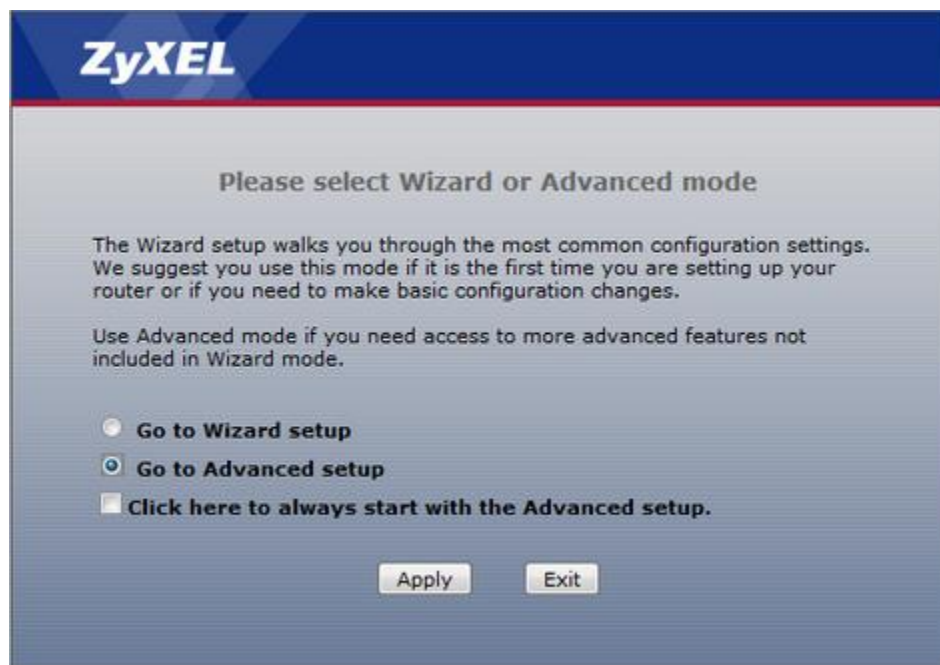 ZyXEL
Please select Wizard or Advanced mode
The Wizard setup walks you through the most common configuration settings.
We suggest you use this mode if it is the first time you are setting up your
router or if you need to make basic configuration changes.
Use Advanced mode if you need access to more advanced features not
included in Wizard mode.
Go to Wizard setup
Go to Advanced setup
Click here to always start with the Advanced setup.
Apply Exit